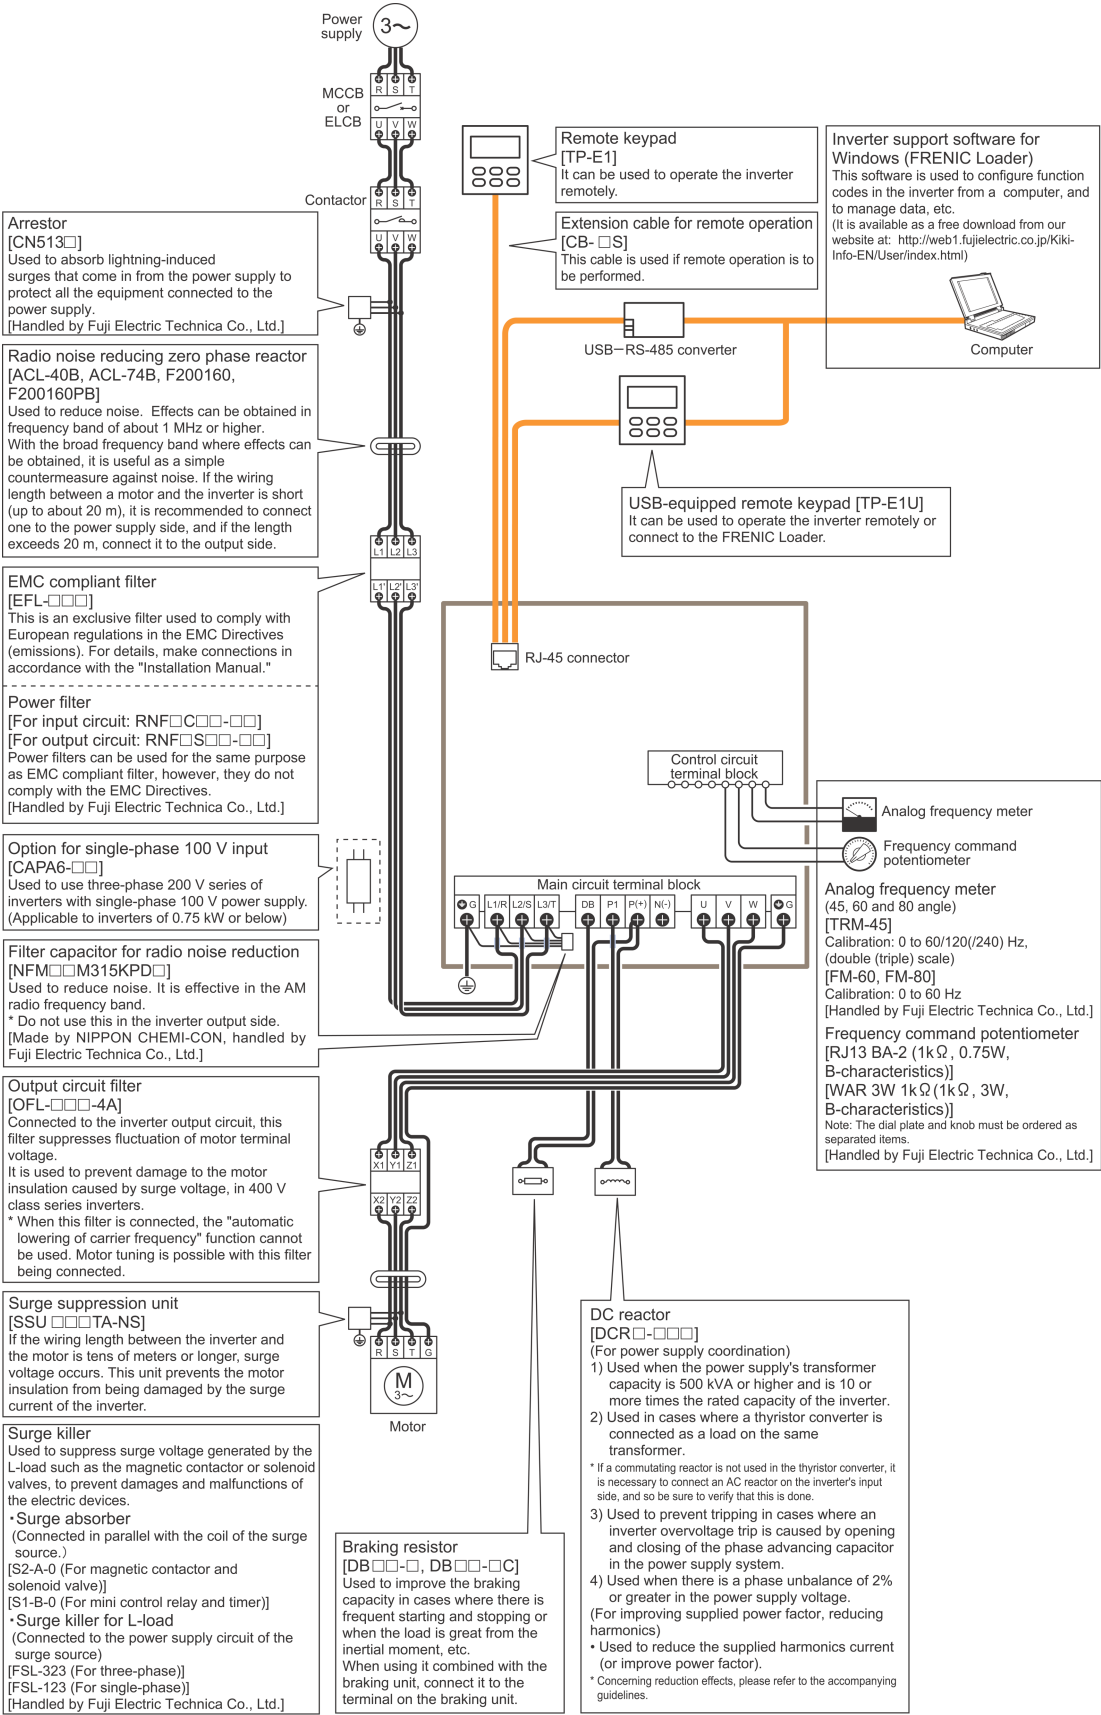 Power
supply
3～
R S T
MCCB
or
ELCB
U V W
Contactor
R S T
U V W
Arrestor
[CN513□]
Used to absorb lightning-induced
surges that come in from the power supply to
protect all the equipment connected to the
power supply.
[Handled by Fuji Electric Technica Co., Ltd.]
Radio noise reducing zero phase reactor
[ACL-40B, ACL-74B, F200160,
F200160PB]
Used to reduce noise. Effects can be obtained in
frequency band of about 1 MHz or higher.
With the broad frequency band where effects can
be obtained, it is useful as a simple
countermeasure against noise. If the wiring
length between a motor and the inverter is short
(up to about 20 m), it is recommended to connect
one to the power supply side, and if the length
exceeds 20 m, connect it to the output side.
L1 L2 L3
L1' L2' L3'
EMC compliant filter
[EFL-□□□]
This is an exclusive filter used to comply with
European regulations in the EMC Directives
(emissions). For details, make connections in
accordance with the "Installation Manual."
Power filter
[For input circuit: RNF□C□□-□□]
[For output circuit: RNF□S□□-□□]
Power filters can be used for the same purpose
as EMC compliant filter, however, they do not
comply with the EMC Directives.
[Handled by Fuji Electric Technica Co., Ltd.]
Option for single-phase 100 V input
[CAPA6-□□]
Used to use three-phase 200 V series of
inverters with single-phase 100 V power supply.
(Applicable to inverters of 0.75 kW or below)
Filter capacitor for radio noise reduction
[NFM□□M315KPD□]
Used to reduce noise. It is effective in the AM
radio frequency band.
* Do not use this in the inverter output side.
[Made by NIPPON CHEMI-CON, handled by
Fuji Electric Technica Co., Ltd.]
Output circuit filter
[OFL-□□□-4A]
Connected to the inverter output circuit, this
filter suppresses fluctuation of motor terminal
voltage.
It is used to prevent damage to the motor
insulation caused by surge voltage, in 400 V
class series inverters.
* When this filter is connected, the "automatic
lowering of carrier frequency" function cannot
be used. Motor tuning is possible with this filter
being connected.
X1 Y1 Z1
X2 Y2 Z2
Surge suppression unit
[SSU □□□TA-NS]
If the wiring length between the inverter and
the motor is tens of meters or longer, surge
voltage occurs. This unit prevents the motor
insulation from being damaged by the surge
current of the inverter.
R S T G
M
3～
Motor
Surge killer
Used to suppress surge voltage generated by the
L-load such as the magnetic contactor or solenoid
valves, to prevent damages and malfunctions of
the electric devices.
・Surge absorber
(Connected in parallel with the coil of the surge
source.)
[S2-A-0 (For magnetic contactor and
solenoid valve)]
[S1-B-0 (For mini control relay and timer)]
・Surge killer for L-load
(Connected to the power supply circuit of the
surge source)
[FSL-323 (For three-phase)]
[FSL-123 (For single-phase)]
[Handled by Fuji Electric Technica Co., Ltd.]
Remote keypad
[TP-E1]
It can be used to operate the inverter
remotely.
Extension cable for remote operation
[CB- □S]
This cable is used if remote operation is to
be performed.
Inverter support software for
Windows (FRENIC Loader)
This software is used to configure function
codes in the inverter from a computer, and
to manage data, etc.
(It is available as a free download from our
website at: http://web1.fujielectric.co.jp/Kiki-
Info-EN/User/index.html)
Computer
USB－RS-485 converter
USB-equipped remote keypad [TP-E1U]
It can be used to operate the inverter remotely or
connect to the FRENIC Loader.
RJ-45 connector
Control circuit
terminal block
Main circuit terminal block
G L1/R L2/S L3/T DB P1 P(+) N(-) U V W G
Analog frequency meter
Frequency command
potentiometer
Analog frequency meter
(45, 60 and 80 angle)
[TRM-45]
Calibration: 0 to 60/120(/240) Hz,
(double (triple) scale)
[FM-60, FM-80]
Calibration: 0 to 60 Hz
[Handled by Fuji Electric Technica Co., Ltd.]
Frequency command potentiometer
[RJ13 BA-2 (1kΩ, 0.75W,
B-characteristics)]
[WAR 3W 1kΩ(1kΩ, 3W,
B-characteristics)]
Note: The dial plate and knob must be ordered as
separated items.
[Handled by Fuji Electric Technica Co., Ltd.]
Braking resistor
[DB□□-□, DB□□-□C]
Used to improve the braking
capacity in cases where there is
frequent starting and stopping or
when the load is great from the
inertial moment, etc.
When using it combined with the
braking unit, connect it to the
terminal on the braking unit.
DC reactor
[DCR□-□□□]
(For power supply coordination)
1) Used when the power supply's transformer
capacity is 500 kVA or higher and is 10 or
more times the rated capacity of the inverter.
2) Used in cases where a thyristor converter is
connected as a load on the same
transformer.
* If a commutating reactor is not used in the thyristor converter, it
is necessary to connect an AC reactor on the inverter's input
side, and so be sure to verify that this is done.
3) Used to prevent tripping in cases where an
inverter overvoltage trip is caused by opening
and closing of the phase advancing capacitor
in the power supply system.
4) Used when there is a phase unbalance of 2%
or greater in the power supply voltage.
(For improving supplied power factor, reducing
harmonics)
• Used to reduce the supplied harmonics current
(or improve power factor).
* Concerning reduction effects, please refer to the accompanying
guidelines.